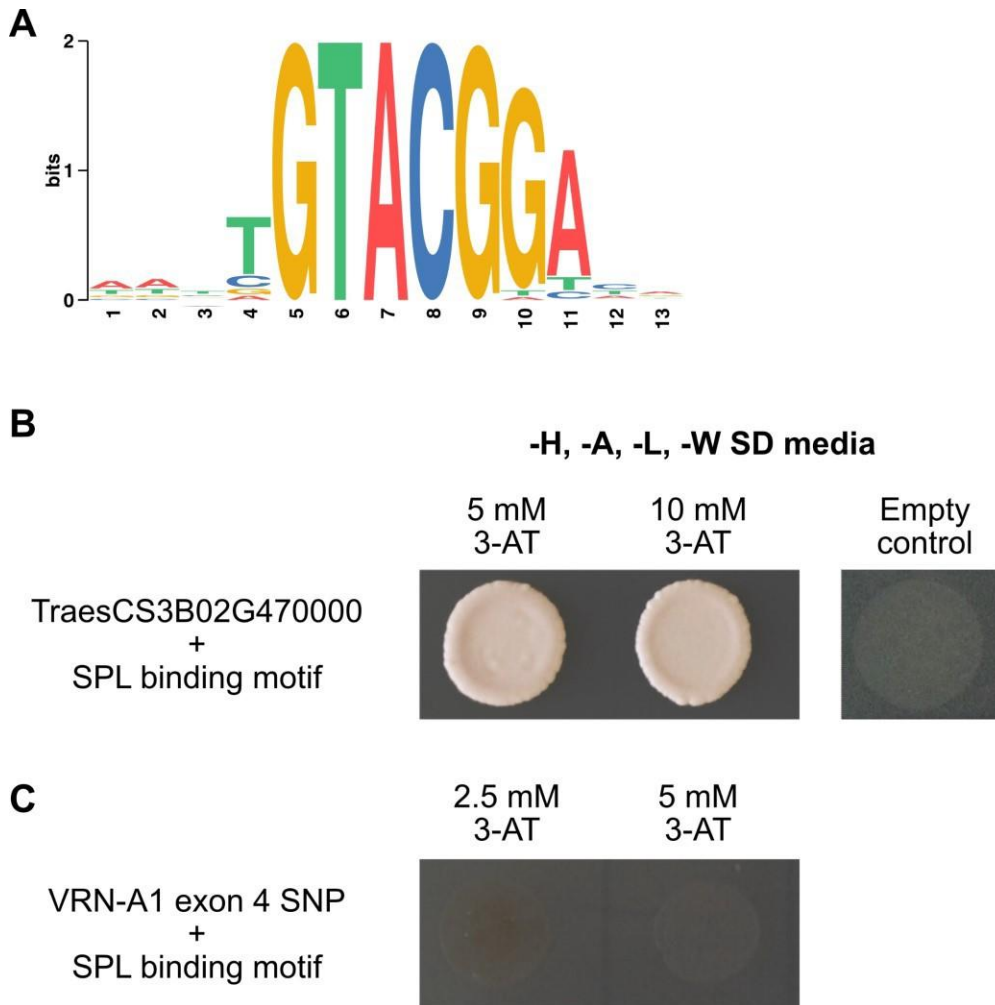 A
2
1
0
bits
A A T C G A T C G T A C G G T A A T C C T A A
1 2 3 4 5 6 7 8 9 10 11 12 13
B
-H, -A, -L, -W SD media
5 mM
3-AT
10 mM
3-AT
Empty
control
TraesCS3B02G470000
+
SPL binding motif
C
2.5 mM
3-AT
5 mM
3-AT
VRN-A1 exon 4 SNP
+
SPL binding motif